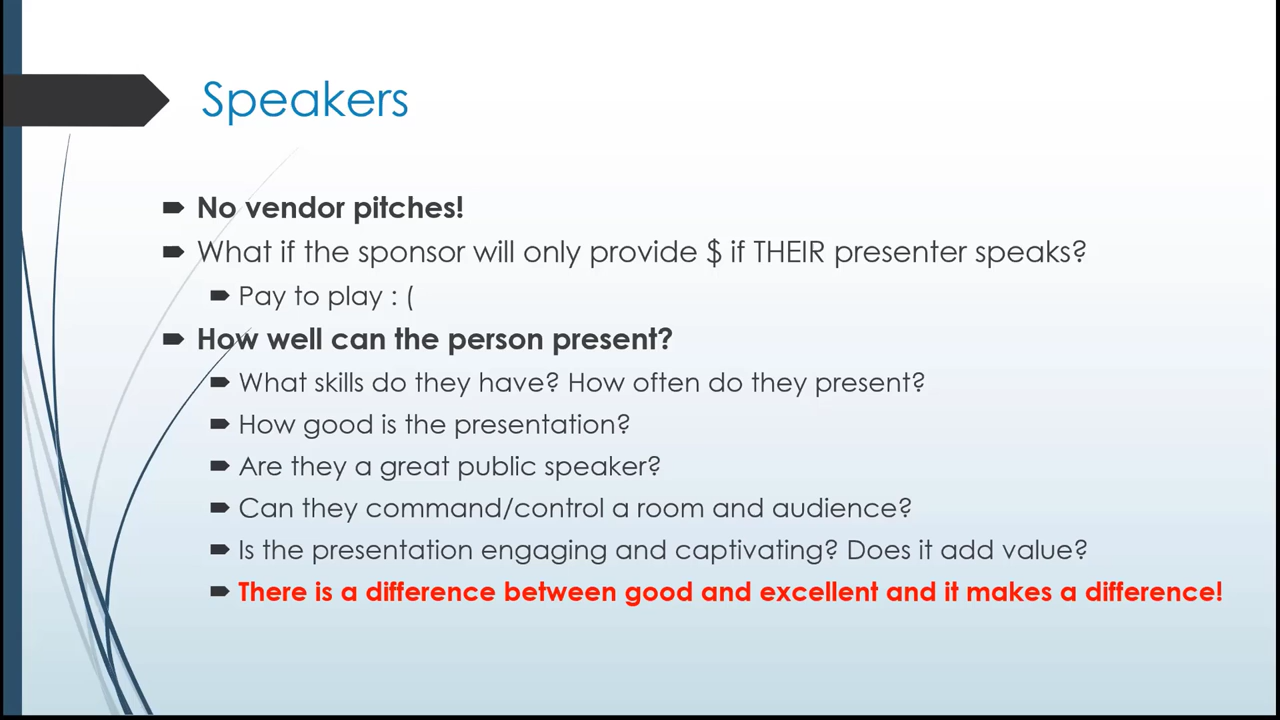 Speakers
No vendor pitches!
What if the sponsor will only provide $ if THEIR presenter speaks?
Pay to play : (
How well can the person present?
What skills do they have? How often do they present?
How good is the presentation?
Are they a great public speaker?
Can they command/control a room and audience?
Is the presentation engaging and captivating? Does it add value?
There is a difference between good and excellent and it makes a difference!